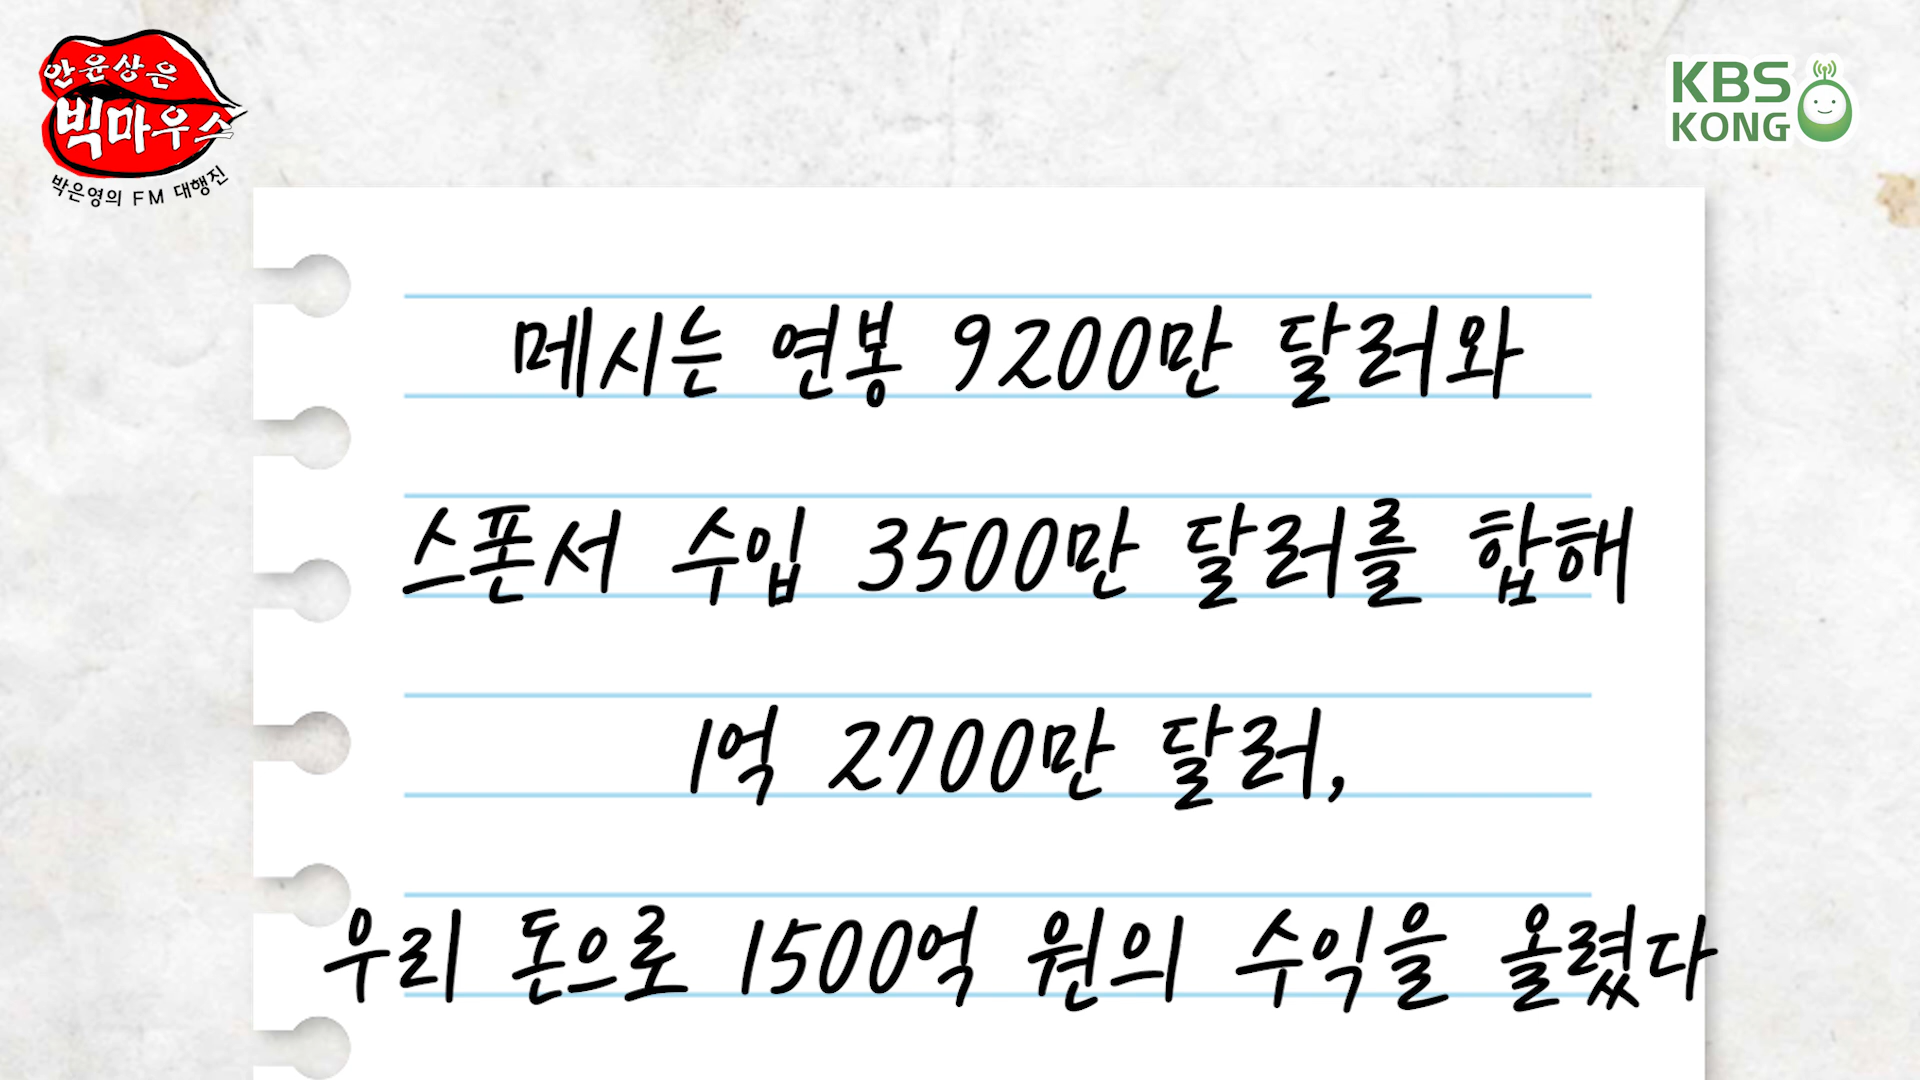 안윤상은
빅마우스
박은영의 FM 대행진
KBS
KONG
메시는 연봉 9200만 달러와
스폰서 수입 3500만 달러를 합해
1억 2700만 달러,
우리 돈으로 1500억 원의 수익을 올렸다